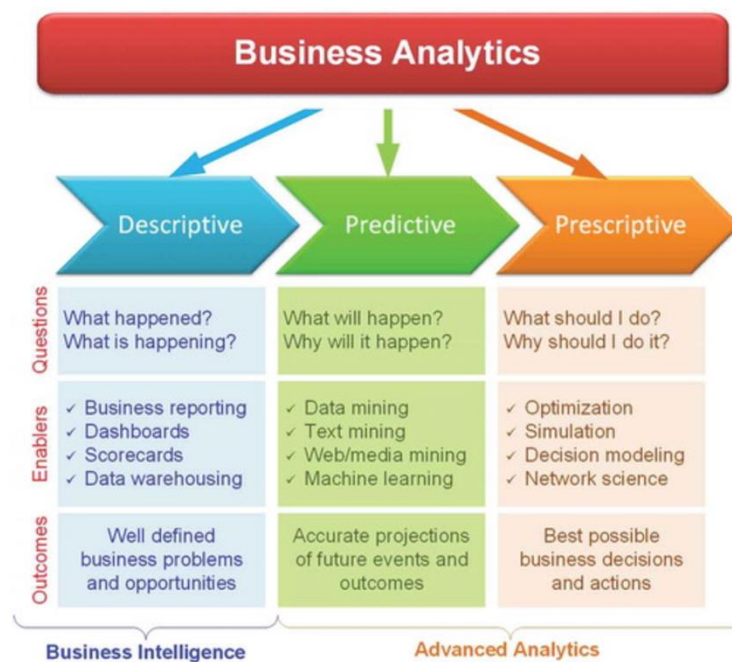 Business Analytics
Descriptive
Predictive
Prescriptive
Questions
What happened?
What is happening?
What will happen?
Why will it happen?
What should I do?
Why should I do it?
Enablers
✓ Business reporting
✓ Dashboards
✓ Scorecards
✓ Data warehousing
✓ Data mining
✓ Text mining
✓ Web/media mining
✓ Machine learning
✓ Optimization
✓ Simulation
✓ Decision modeling
✓ Network science
Outcomes
Well defined
business problems
and opportunities
Accurate projections
of future events and
outcomes
Best possible
business decisions
and actions
Business Intelligence
Advanced Analytics